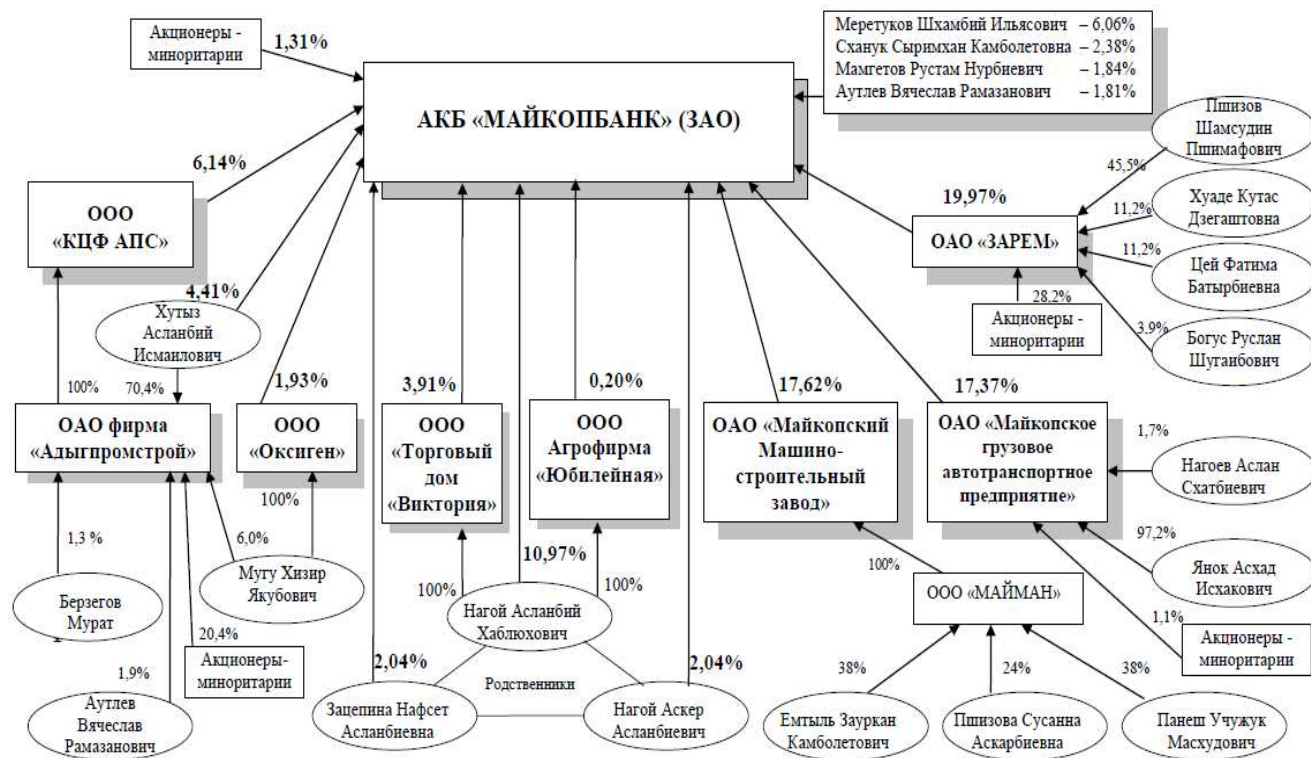 Акционеры -
миноритарии
1,31%
Меретуков Шхамбий Ильясович – 6,06%
Сханук Сыримхан Камболетовна – 2,38%
Мамгетов Рустам Нурбиевич – 1,84%
Аутлев Вячеслав Рамазанович – 1,81%
АКБ «МАЙКОПБАНК» (ЗАО)
Пшизов
Шамсудин
Пшимафович
45,5%
6,14%
ООО
«КЦФ АПС»
19,97%
ОАО «ЗАРЕМ»
11,2%
Хуаде Кутас
Дзегаштовна
11,2%
Цей Фатима
Батырбиевна
28.2%
Акционеры -
миноритарии
3,9%
Богус Руслан
Шугаибович
4,41%
Хутыз
Асланбий
Исмаилович
100%
70,4%
1,93%
3,91%
0,20%
17,62%
17,37%
ОАО фирма
«Адыгпромстрой»
ООО
«Оксиген»
ООО
«Торговый
дом
«Виктория»
ООО
Агрофирма
«Юбилейная»
ОАО «Майкопский
Машино-
строительный
завод»
ОАО «Майкопское
грузовое
автотранспортное
предприятие»
1,7%
Нагоев Аслан
Схатбиевич
100%
1,3 %
6,0%
Мугу Хизир
Якубович
Берзегов
Мурат
10,97%
100%
100%
Нагой Асланбий
Хаблюхович
100%
ООО «МАЙМАН»
97,2%
Янок Асхад
Исхакович
1,1%
Акционеры -
миноритарии
20,4%
Акционеры-
миноритарии
1,9%
Аутлев
Вячеслав
Рамазанович
2,04%
Родственники
2,04%
Зацепина Нафсет
Асланбиевна
Нагой Аскер
Асланбиевич
38%
24%
38%
Емтыль Зауркан
Камболетович
Пшизова Сусанна
Аскарбиевна
Панеш Учужук
Масхудович